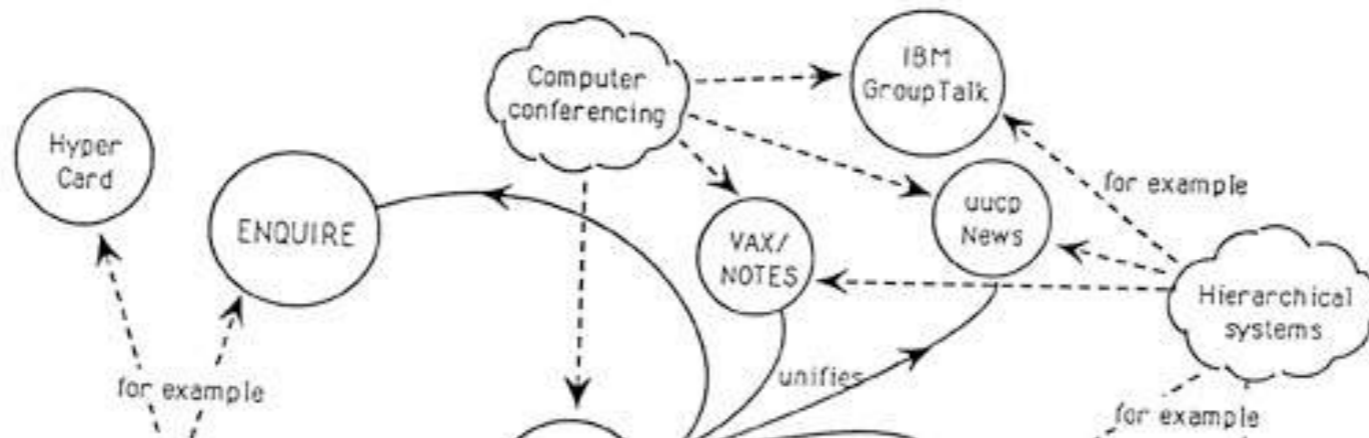 IBM
GroupTalk
Computer
conferencing
Hyper
Card
for example
uucp
News
ENQUIRE
VAX/
NOTES
Hierarchical
systems
unifies
for example
for example